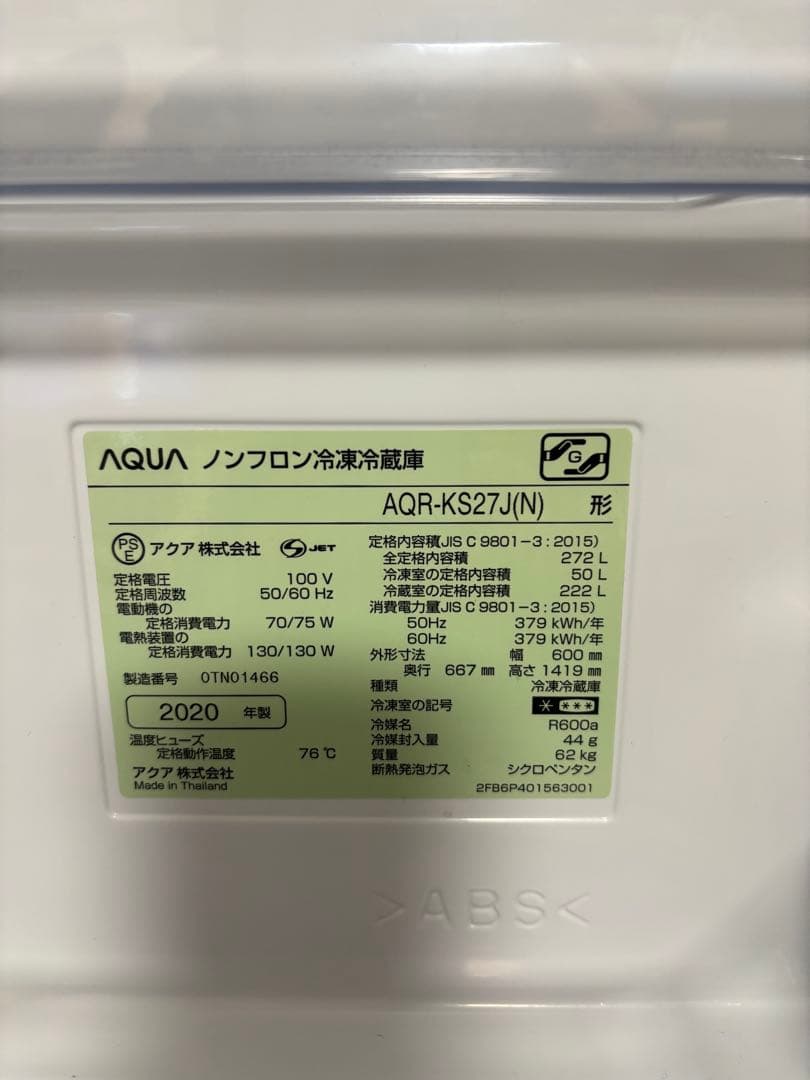 AQUA ノンフロン冷凍冷蔵庫
G
AQR-KS27J(N) 形
PS E アクア株式会社 S JET
定格電圧 100 V
定格周波数 50/60 Hz
電動機の
定格消費電力 70/75 W
電熱装置の
定格消費電力 130/130 W
製造番号 0TN01466
2020 年製
温度ヒューズ
定格動作温度 76 ℃
アクア株式会社
Made in Thailand
定格内容積(JIS C 9801-3:2015)
全定格内容積 272 L
冷凍室の定格内容積 50 L
冷蔵室の定格内容積 222 L
消費電力量(JIS C 9801-3:2015)
50Hz 379 kWh/年
60Hz 379 kWh/年
外形寸法 幅 600 ㎜
奥行 667 ㎜ 高さ 1419 ㎜
種類 冷凍冷蔵庫
冷凍室の記号 * ***
冷媒名 R600a
冷媒封入量 44 g
質量 62 kg
断熱発泡ガス シクロペンタン
2FB6P401563001
>ABS<